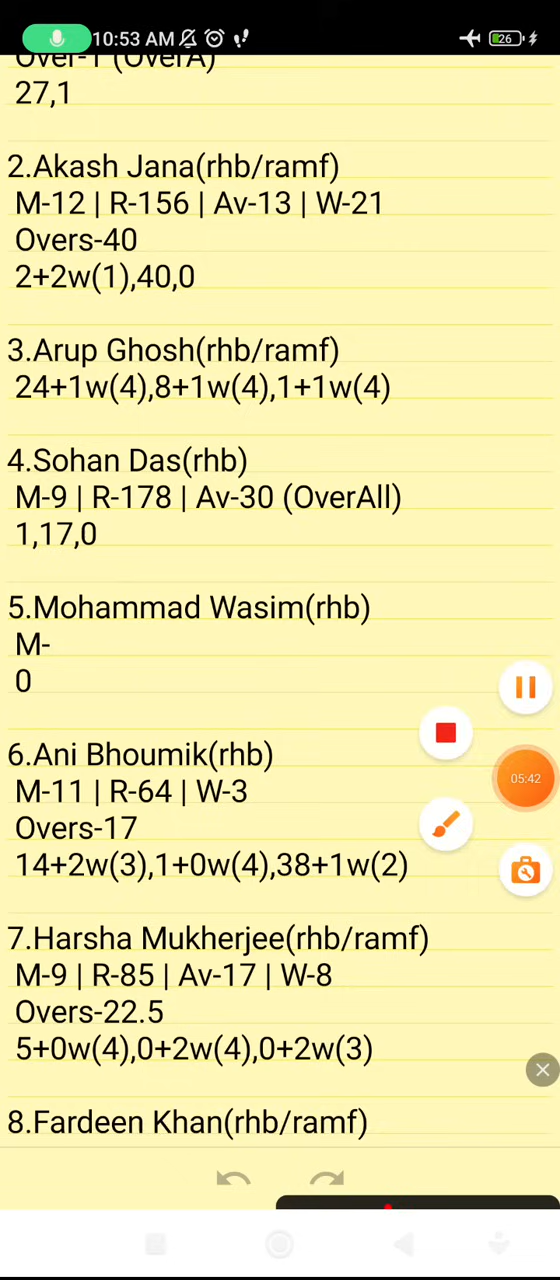 10:53 AM
26
Over-1 (OverA)
27,1
2.Akash Jana(rhb/ramf)
M-12 | R-156 | Av-13 | W-21
Overs-40
2+2w(1),40,0
3.Arup Ghosh(rhb/ramf)
24+1w(4),8+1w(4),1+1w(4)
4.Sohan Das(rhb)
M-9 | R-178 | Av-30 (OverAll)
1,17,0
5.Mohammad Wasim(rhb)
M-
0
6.Ani Bhoumik(rhb)
M-11 | R-64 | W-3
Overs-17
14+2w(3),1+0w(4),38+1w(2)
05:42
7.Harsha Mukherjee(rhb/ramf)
M-9 | R-85 | Av-17 | W-8
Overs-22.5
5+0w(4),0+2w(4),0+2w(3)
8.Fardeen Khan(rhb/ramf)